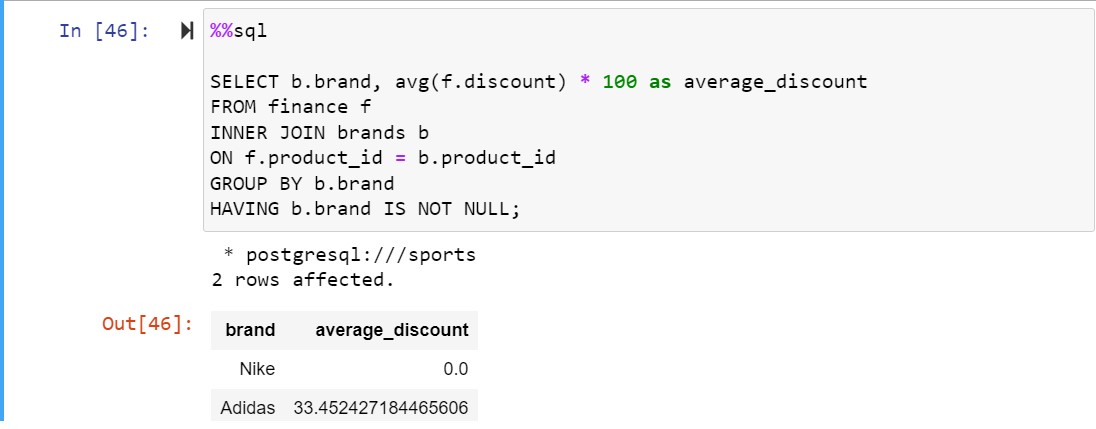 In [46]:
%%sql
SELECT b.brand, avg(f.discount) * 100 as average_discount
FROM finance f
INNER JOIN brands b
ON f.product_id = b.product_id
GROUP BY b.brand
HAVING b.brand IS NOT NULL;
* postgresql:///sports
2 rows affected.
Out[46]:
brand average_discount
Nike 0.0
Adidas 33.452427184465606